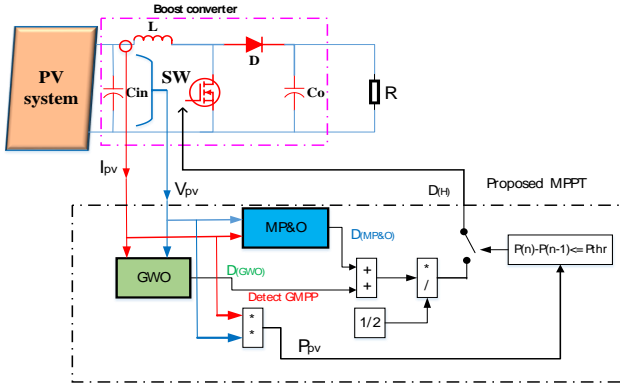 Boost converter
L
PV
system
Cin
SW
D
Co
R
Ipv
Vpv
D(H)
Proposed MPPT
MP&O
D(MP&O)
P(n)-P(n-1)<= Pthr
GWO
D(GWO)
+
+
*
/
Detect GMPP
1/2
*
*
Ppv